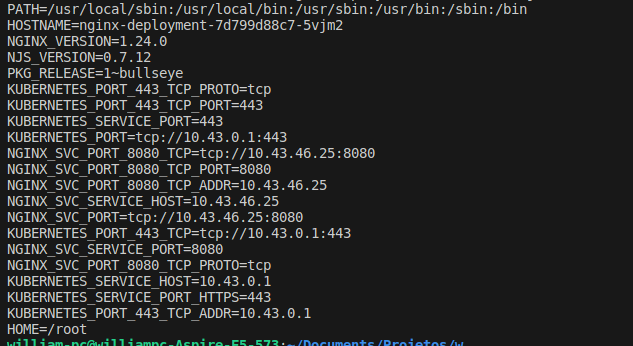 PATH=/usr/local/sbin:/usr/local/bin:/usr/sbin:/usr/bin:/sbin:/bin
HOSTNAME=nginx-deployment-7d799d88c7-5vjm2
NGINX_VERSION=1.24.0
NJS_VERSION=0.7.12
PKG_RELEASE=1~bullseye
KUBERNETES_PORT_443_TCP_PROTO=tcp
KUBERNETES_PORT_443_TCP_PORT=443
KUBERNETES_SERVICE_PORT=443
KUBERNETES_PORT=tcp://10.43.0.1:443
NGINX_SVC_PORT_8080_TCP=tcp://10.43.46.25:8080
NGINX_SVC_PORT_8080_TCP_PORT=8080
NGINX_SVC_PORT_8080_TCP_ADDR=10.43.46.25
NGINX_SVC_SERVICE_HOST=10.43.46.25
NGINX_SVC_PORT=tcp://10.43.46.25:8080
KUBERNETES_PORT_443_TCP=tcp://10.43.0.1:443
NGINX_SVC_SERVICE_PORT=8080
NGINX_SVC_PORT_8080_TCP_PROTO=tcp
KUBERNETES_SERVICE_HOST=10.43.0.1
KUBERNETES_SERVICE_PORT_HTTPS=443
KUBERNETES_PORT_443_TCP_ADDR=10.43.0.1
HOME=/root
william-pc@williampc-Aspire-F5-573:~/Documents/Projetos/w